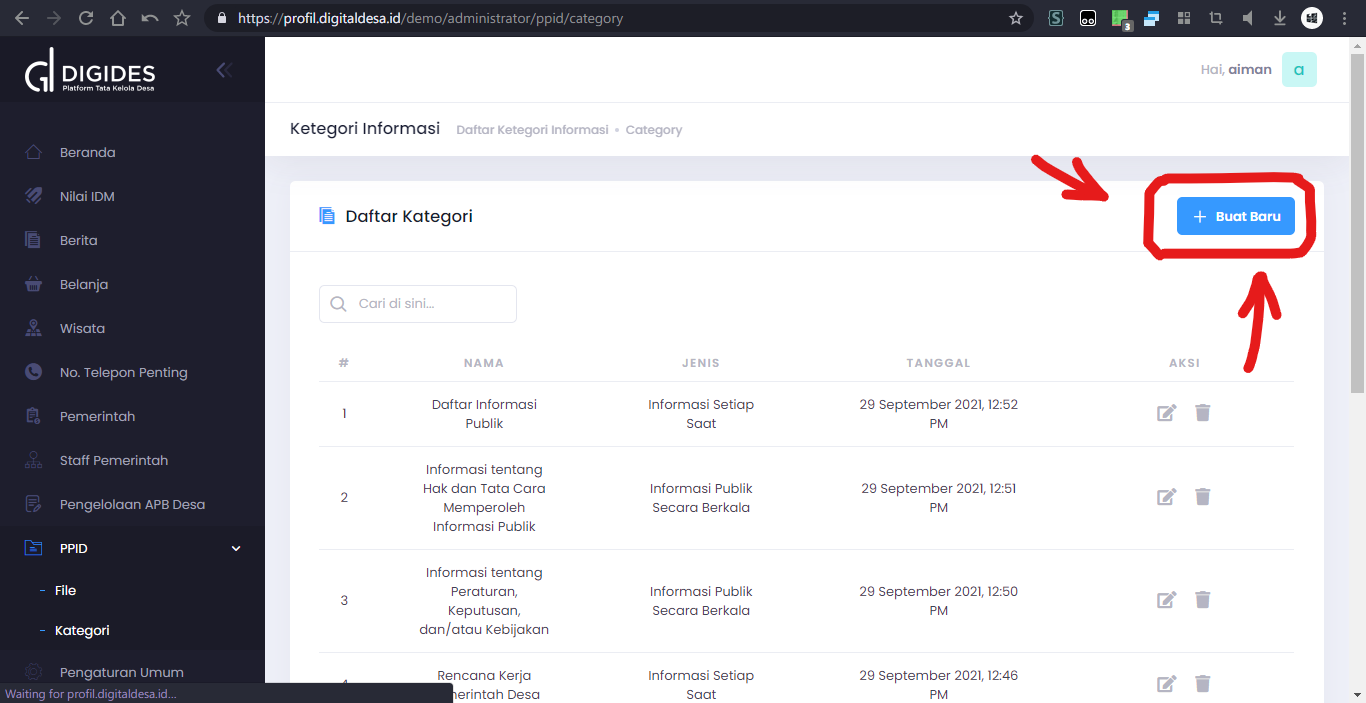 https://profil.digitaldesa.id/demo/administrator/ppid/category
3
DIGIDES
Platform Tata Kelola Desa
Hai, aiman
a
Ketegori Informasi
Daftar Ketegori Informasi • Category
Beranda
Nilai IDM
Berita
Belanja
Wisata
No. Telepon Penting
Pemerintah
Staff Pemerintah
Pengelolaan APB Desa
PPID
- File
- Kategori
Pengaturan Umum
Daftar Kategori
+ Buat Baru
Cari di sini...
# NAMA JENIS TANGGAL AKSI
1
Daftar Informasi
Publik
Informasi Setiap
Saat
29 September 2021, 12:52
PM
2
Informasi tentang
Hak dan Tata Cara
Memperoleh
Informasi Publik
Informasi Publik
Secara Berkala
29 September 2021, 12:51
PM
3
Informasi tentang
Peraturan,
Keputusan,
dan/atau Kebijakan
Informasi Publik
Secara Berkala
29 September 2021, 12:50
PM
Rencana Kerja
merintah Desa
Informasi Setiap
Saat
29 September 2021, 12:46
PM
Waiting for profil.digitaldesa.id...